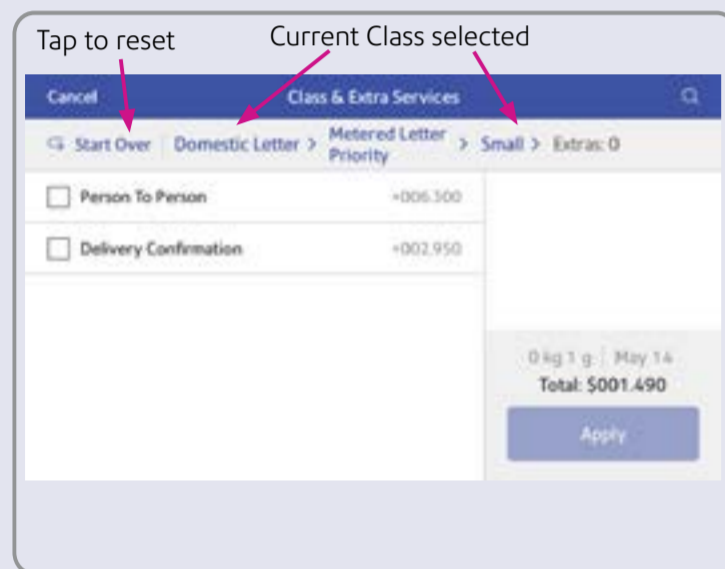 Tap to reset
Current Class selected
Cancel
Class & Extra Services
Start Over
Domestic Letter >
Metered Letter
Priority
>
Small >
Extras: 0
Person To Person
+006.500
Delivery Confirmation
+002.950
0 kg 1 g | May 14
Total: $001.490
Apply